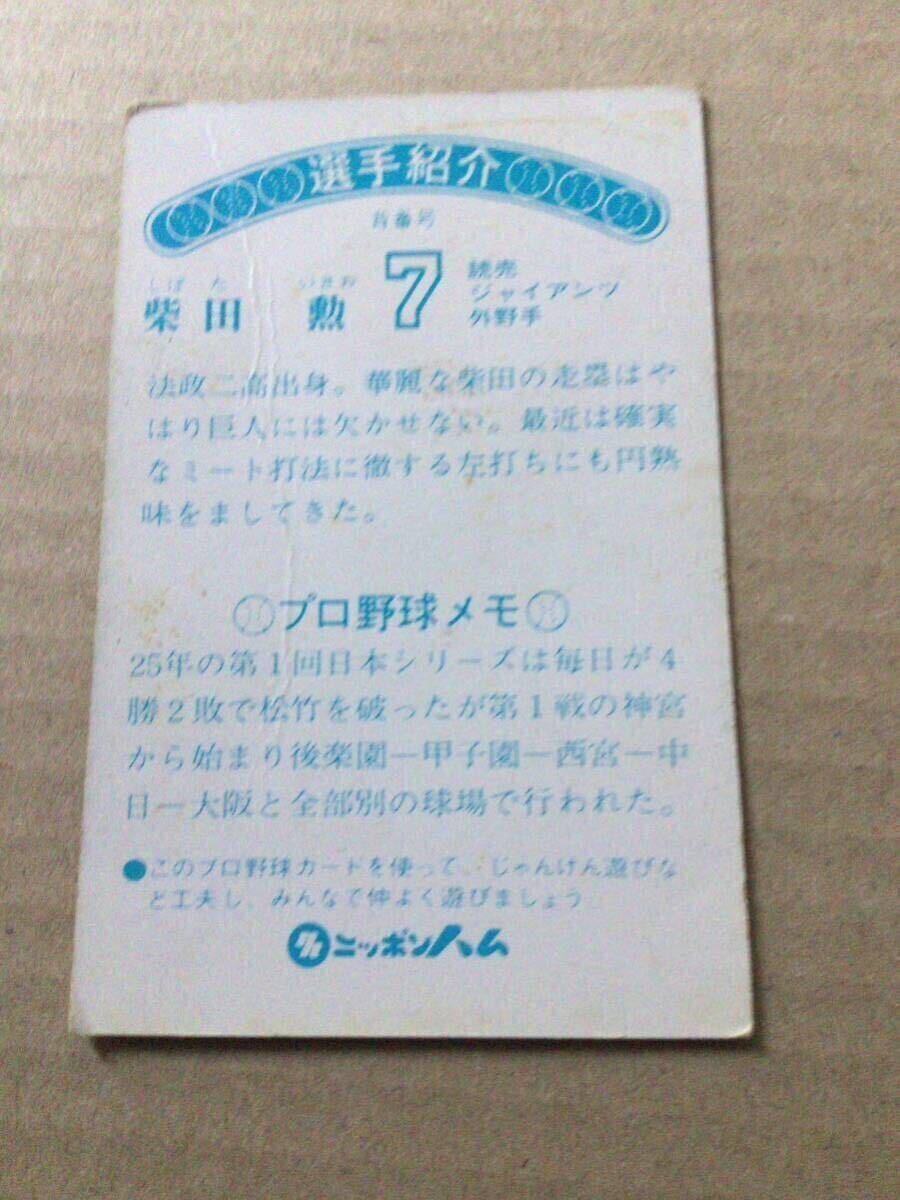 選手紹介
背番号
しばた いさお
柴田 勲
7
読売
ジャイアンツ
外野手
法政二高出身。華麗な柴田の走塁はや
はり巨人には欠かせない。最近は確実
なミート打法に徹する左打ちにも円熟
味をましてきた。
プロ野球メモ
25年の第1回日本シリーズは毎日が4
勝2敗で松竹を破ったが第1戦の神宮
から始まり後楽園ー甲子園ー西宮ー中
日ー大阪と全部別の球場で行われた。
●このプロ野球カードを使って、じゃんけん遊びな
ど工夫し、みんなで仲よく遊びましょう
ニッポンハム